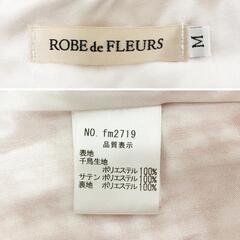 ROBE de FLEURS
M
NO. fm2719
品質表示
表地
千鳥生地
ポリエステル100%
サテン ポリエステル100%
裏地 ポリエステル100%